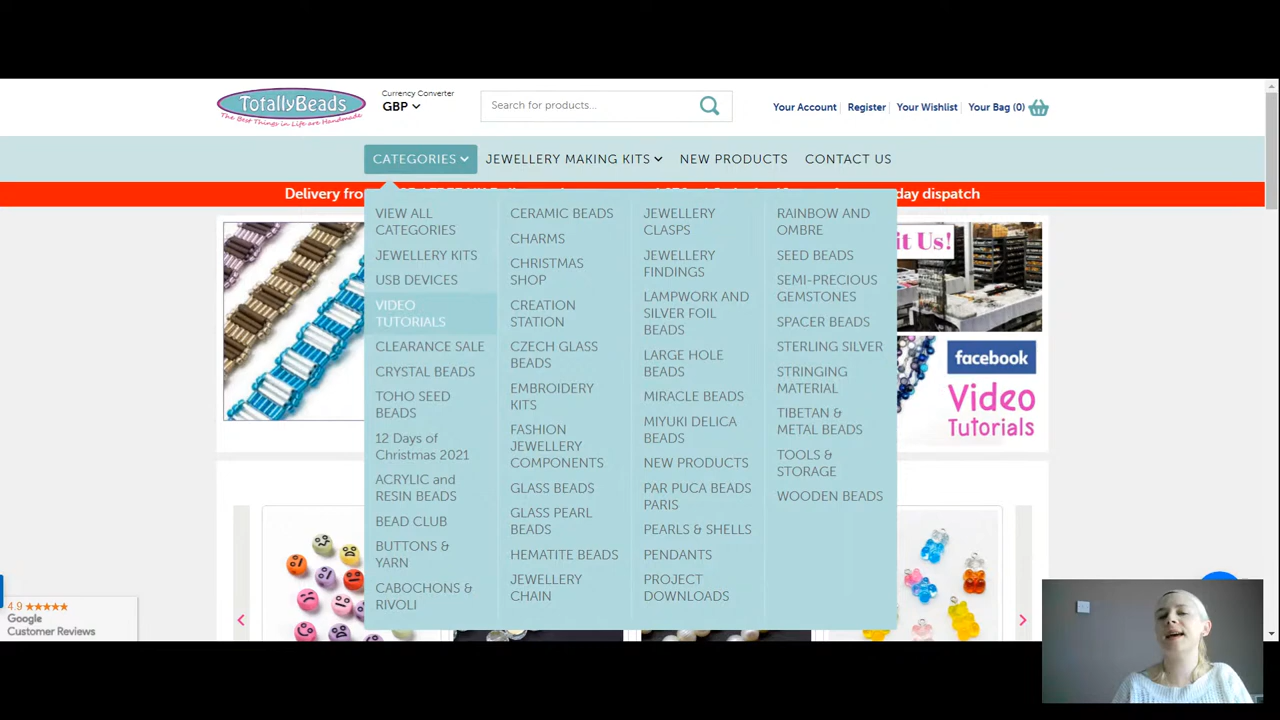 TotallyBeads
The Best Things in Life are Handmade
Currency Converter
GBP
Search for products...
Your Account
Register
Your Wishlist
Your Bag (0)
CATEGORIES
JEWELLERY MAKING KITS
NEW PRODUCTS
CONTACT US
Delivery
day dispatch
VIEW ALL
CATEGORIES
JEWELLERY KITS
USB DEVICES
VIDEO
TUTORIALS
CLEARANCE SALE
CRYSTAL BEADS
TOHO SEED
BEADS
12 Days of
Christmas 2021
ACRYLIC and
RESIN BEADS
BEAD CLUB
BUTTONS &
YARN
CABOCHONS &
RIVOLI
CERAMIC BEADS
CHARMS
CHRISTMAS
SHOP
CREATION
STATION
CZECH GLASS
BEADS
EMBROIDERY
KITS
FASHION
JEWELLERY
COMPONENTS
GLASS BEADS
GLASS PEARL
BEADS
HEMATITE BEADS
JEWELLERY
CHAIN
JEWELLERY
CLASPS
JEWELLERY
FINDINGS
LAMPWORK AND
SILVER FOIL
BEADS
LARGE HOLE
BEADS
MIRACLE BEADS
MIYUKI DELICA
BEADS
NEW PRODUCTS
PAR PUCA BEADS
PARIS
PEARLS & SHELLS
PENDANTS
PROJECT
DOWNLOADS
RAINBOW AND
OMBRE
SEED BEADS
SEMI-PRECIOUS
GEMSTONES
SPACER BEADS
STERLING SILVER
STRINGING
MATERIAL
TIBETAN &
METAL BEADS
TOOLS &
STORAGE
WOODEN BEADS
it Us!
facebook
Video
Tutorials
4.9
Google
Customer Reviews